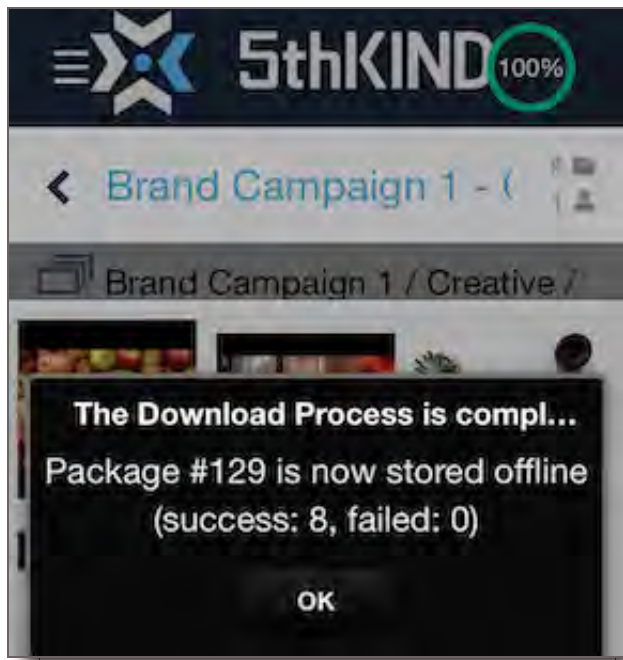 5thKIND
100%
Brand Campaign 1 -
Brand Campaign 1 / Creative /
The Download Process is compl...
Package #129 is now stored offline
(success: 8, failed: 0)
OK